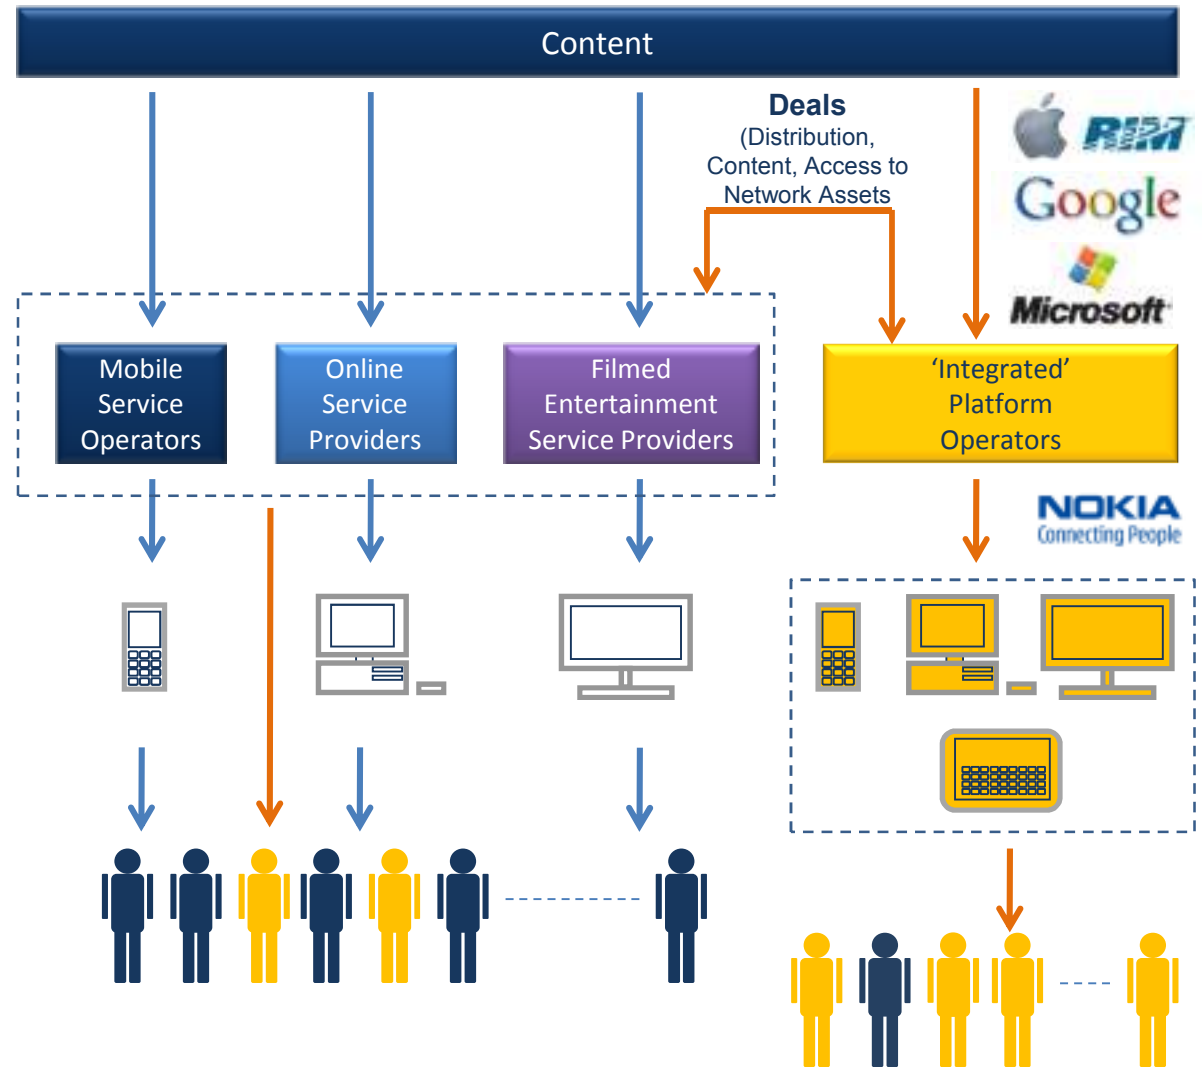 Content
Deals
(Distribution,
Content, Access to
Network Assets
RIM
Google
Microsoft
Mobile
Service
Operators
Online
Service
Providers
Filmed
Entertainment
Service Providers
‘Integrated’
Platform
Operators
NOKIA
Connecting People